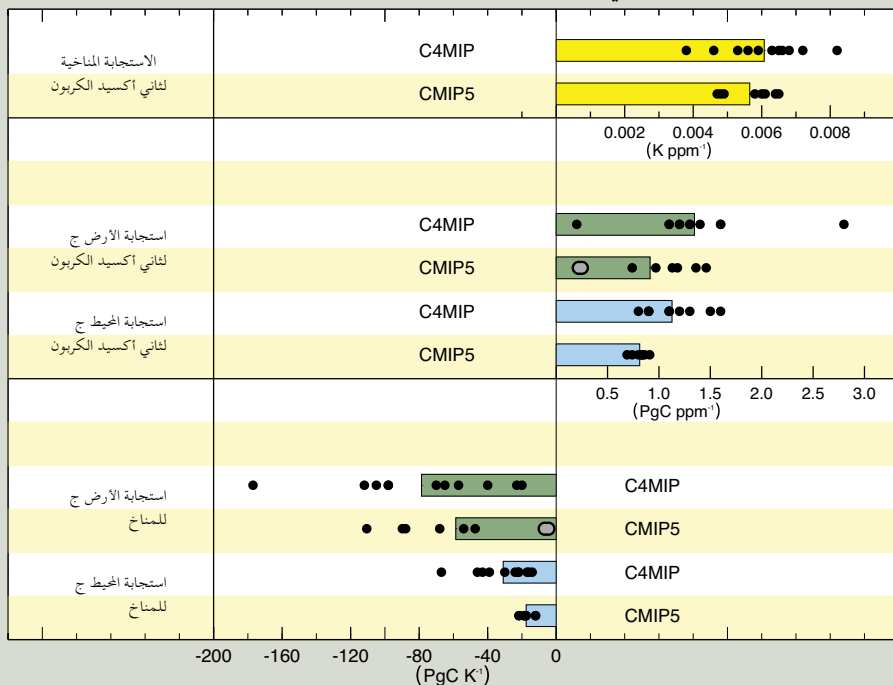 الاستجابة المناخية
لثاني أكسيد الكربون
C4MIP
CMIP5
0.002 0.004 0.006 0.008
(K ppm⁻¹)
استجابة الأرض ج
لثاني أكسيد الكربون
C4MIP
CMIP5
استجابة المحيط ج
لثاني أكسيد الكربون
C4MIP
CMIP5
0.5 1.0 1.5 2.0 2.5 3.0
(PgC ppm⁻¹)
استجابة الأرض ج
للمناخ
C4MIP
CMIP5
استجابة المحيط ج
للمناخ
C4MIP
CMIP5
-200 -160 -120 -80 -40 0
(PgC K⁻¹)